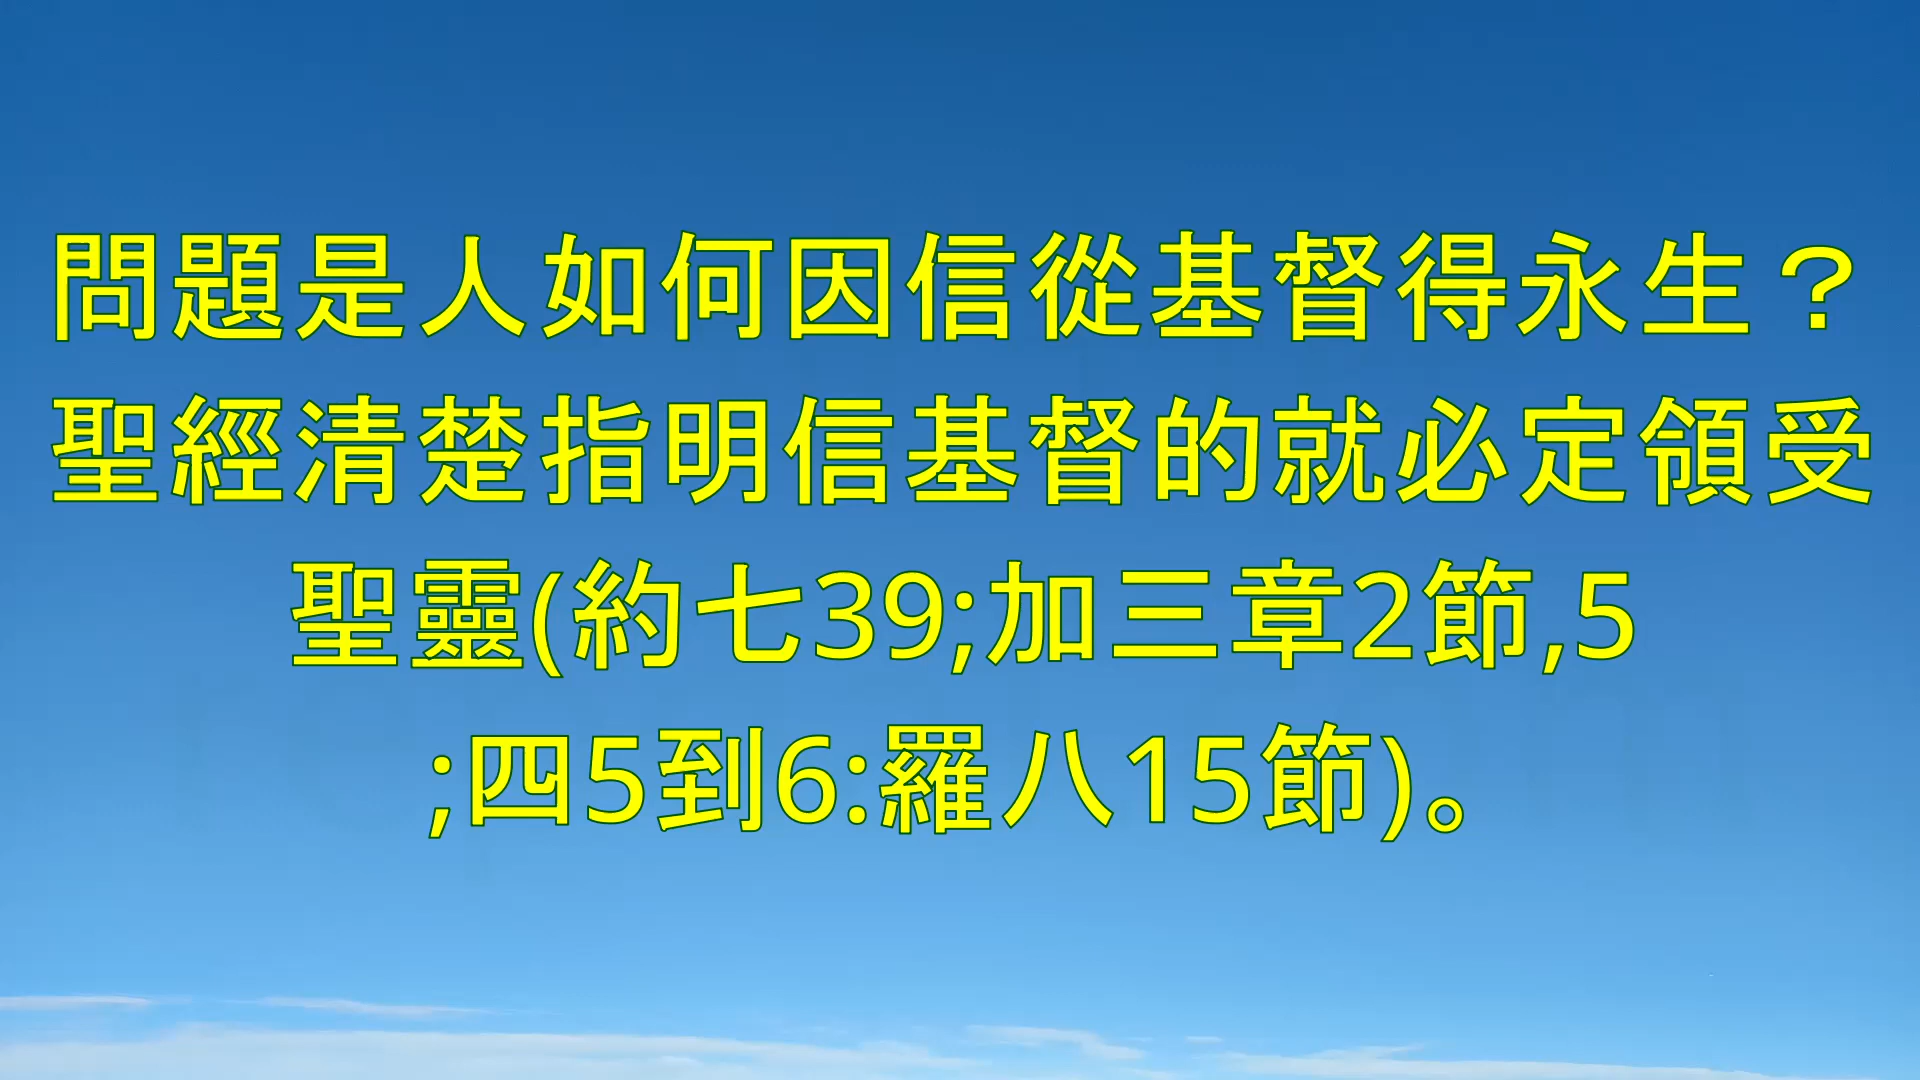 問題是人如何因信從基督得永生？
聖經清楚指明信基督的就必定領受
聖靈(約七39;加三章2節,5
;四5到6:羅八15節)。